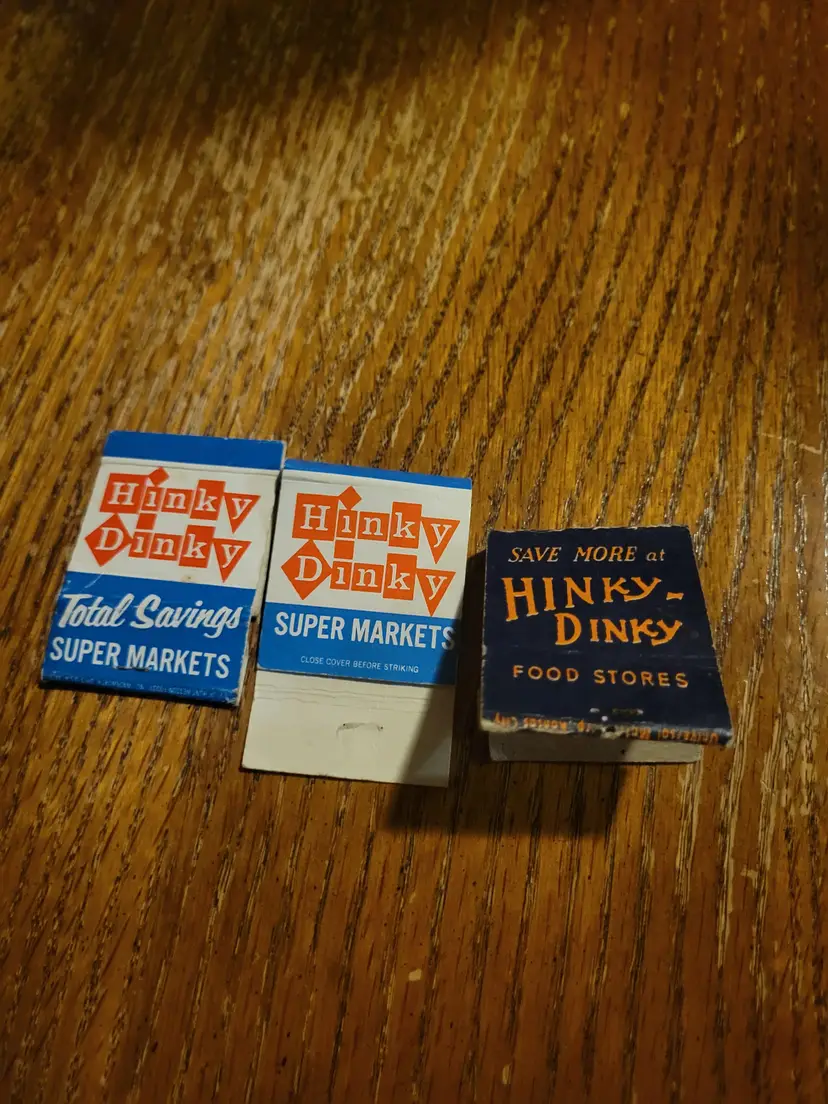 Hinky
Dinky
Total Savings
SUPER MARKETS
Hinky
Dinky
SUPER MARKETS
CLOSE COVER BEFORE STRIKING
SAVE MORE at
HINKY-
DINKY
FOOD STORES